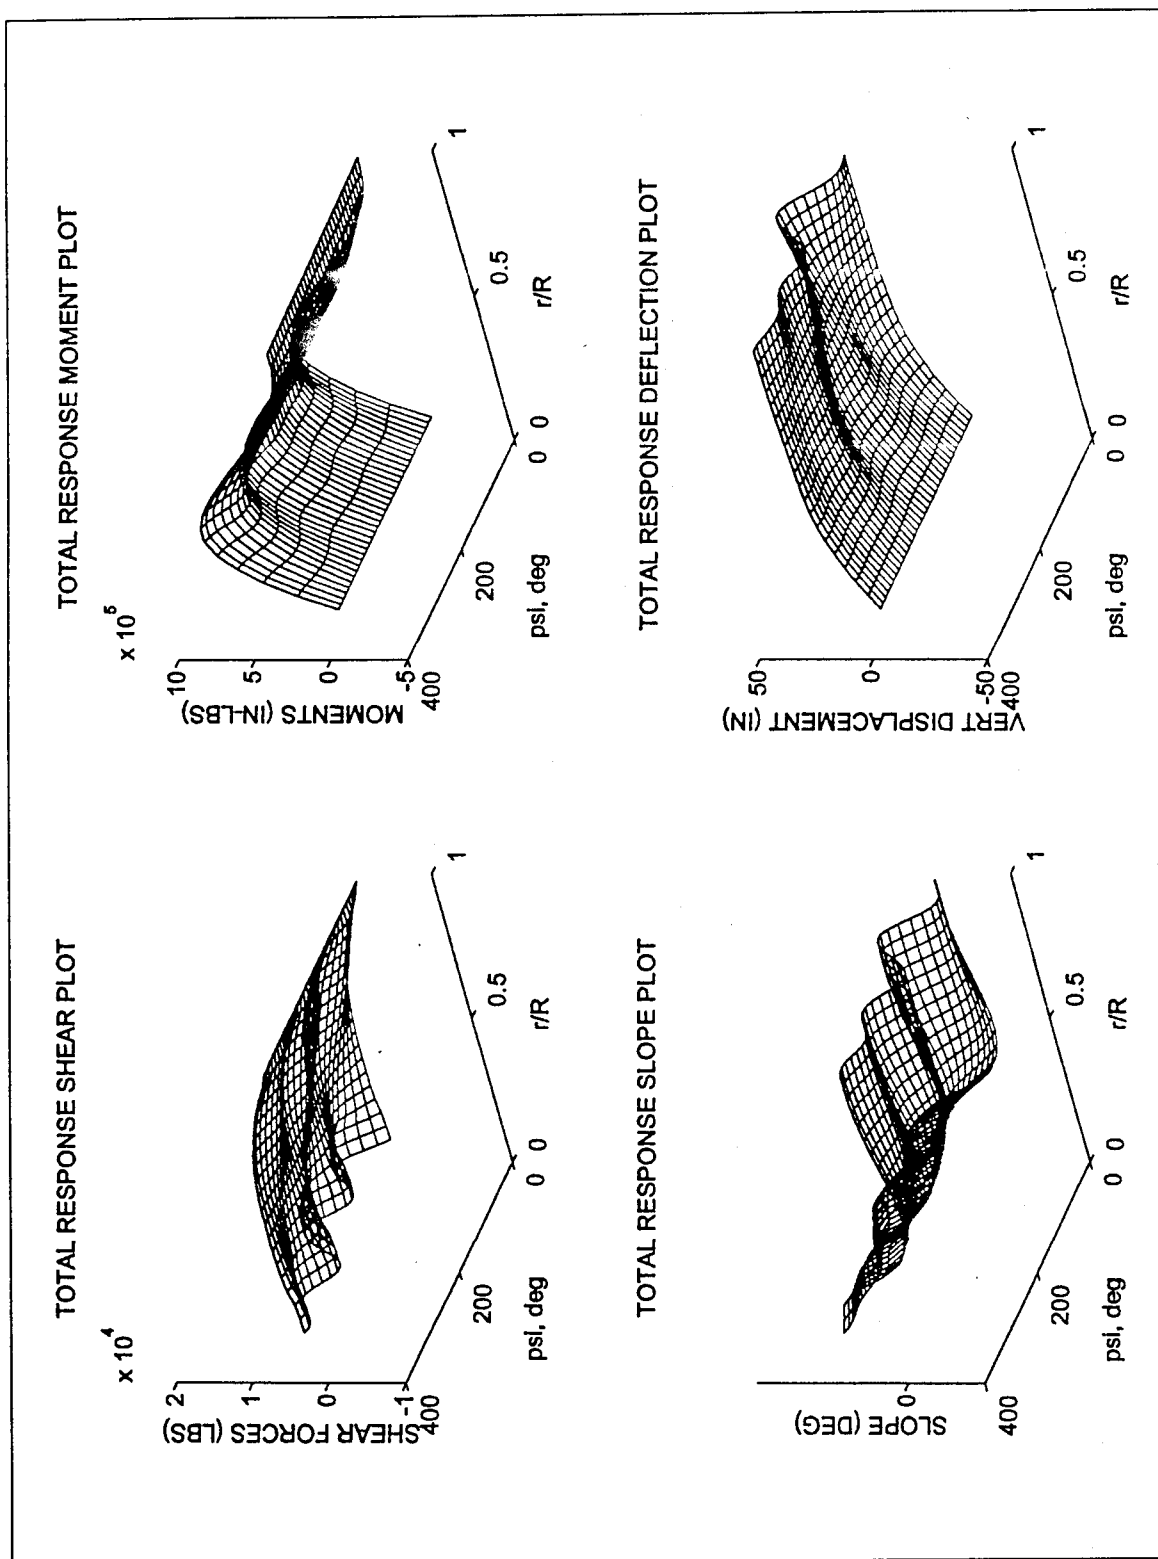 TOTAL RESPONSE SHEAR PLOT
x 10^4
2
1
0
-1
SHEAR FORCES (LBS)
400
200
0
psi, deg
0
0.5
1
r/R
TOTAL RESPONSE MOMENT PLOT
x 10^5
10
5
0
-5
MOMENTS (IN-LBS)
400
200
0
psi, deg
0
0.5
1
r/R
TOTAL RESPONSE SLOPE PLOT
0
SLOPE (DEG)
400
200
0
psi, deg
0
0.5
1
r/R
TOTAL RESPONSE DEFLECTION PLOT
50
0
-50
VERT DISPLACEMENT (IN)
400
200
0
psi, deg
0
0.5
1
r/R